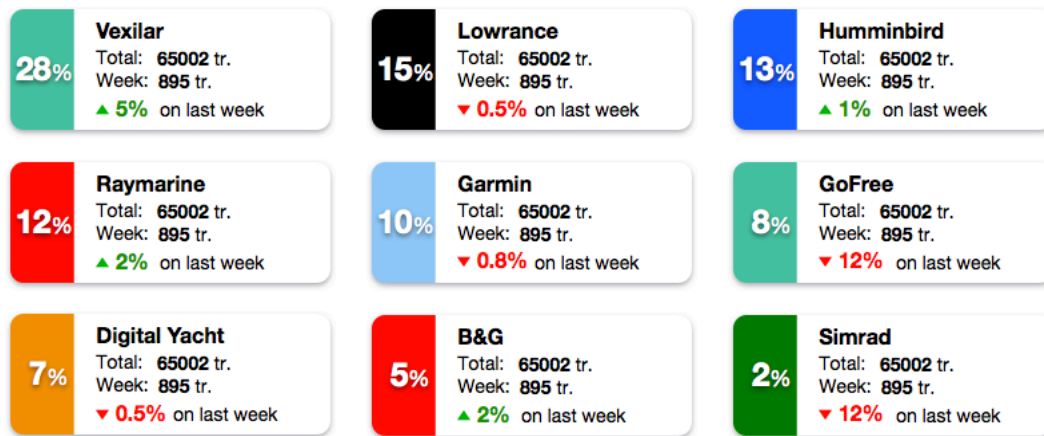 28%
Vexilar
Total: 65002 tr.
Week: 895 tr.
▲ 5% on last week
15%
Lowrance
Total: 65002 tr.
Week: 895 tr.
▼ 0.5% on last week
13%
Humminbird
Total: 65002 tr.
Week: 895 tr.
▲ 1% on last week
12%
Raymarine
Total: 65002 tr.
Week: 895 tr.
▲ 2% on last week
10%
Garmin
Total: 65002 tr.
Week: 895 tr.
▼ 0.8% on last week
8%
GoFree
Total: 65002 tr.
Week: 895 tr.
▼ 12% on last week
7%
Digital Yacht
Total: 65002 tr.
Week: 895 tr.
▼ 0.5% on last week
5%
B&G
Total: 65002 tr.
Week: 895 tr.
▲ 2% on last week
2%
Simrad
Total: 65002 tr.
Week: 895 tr.
▼ 12% on last week